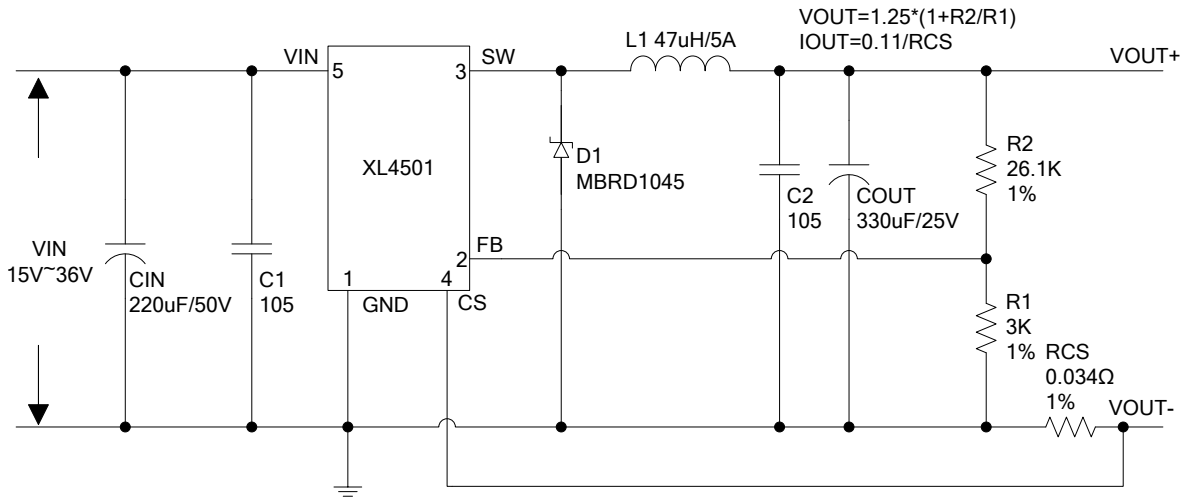 VOUT=1.25*(1+R2/R1)
IOUT=0.11/RCS
L1 47uH/5A
VIN
5
3
SW
VOUT+
XL4501
D1
MBRD1045
R2
26.1K
1%
C2
105
COUT
330uF/25V
VIN
15V~36V
CIN
220uF/50V
C1
105
2
FB
1
4
GND
CS
R1
3K
1%
RCS
0.034Ω
1%
VOUT-